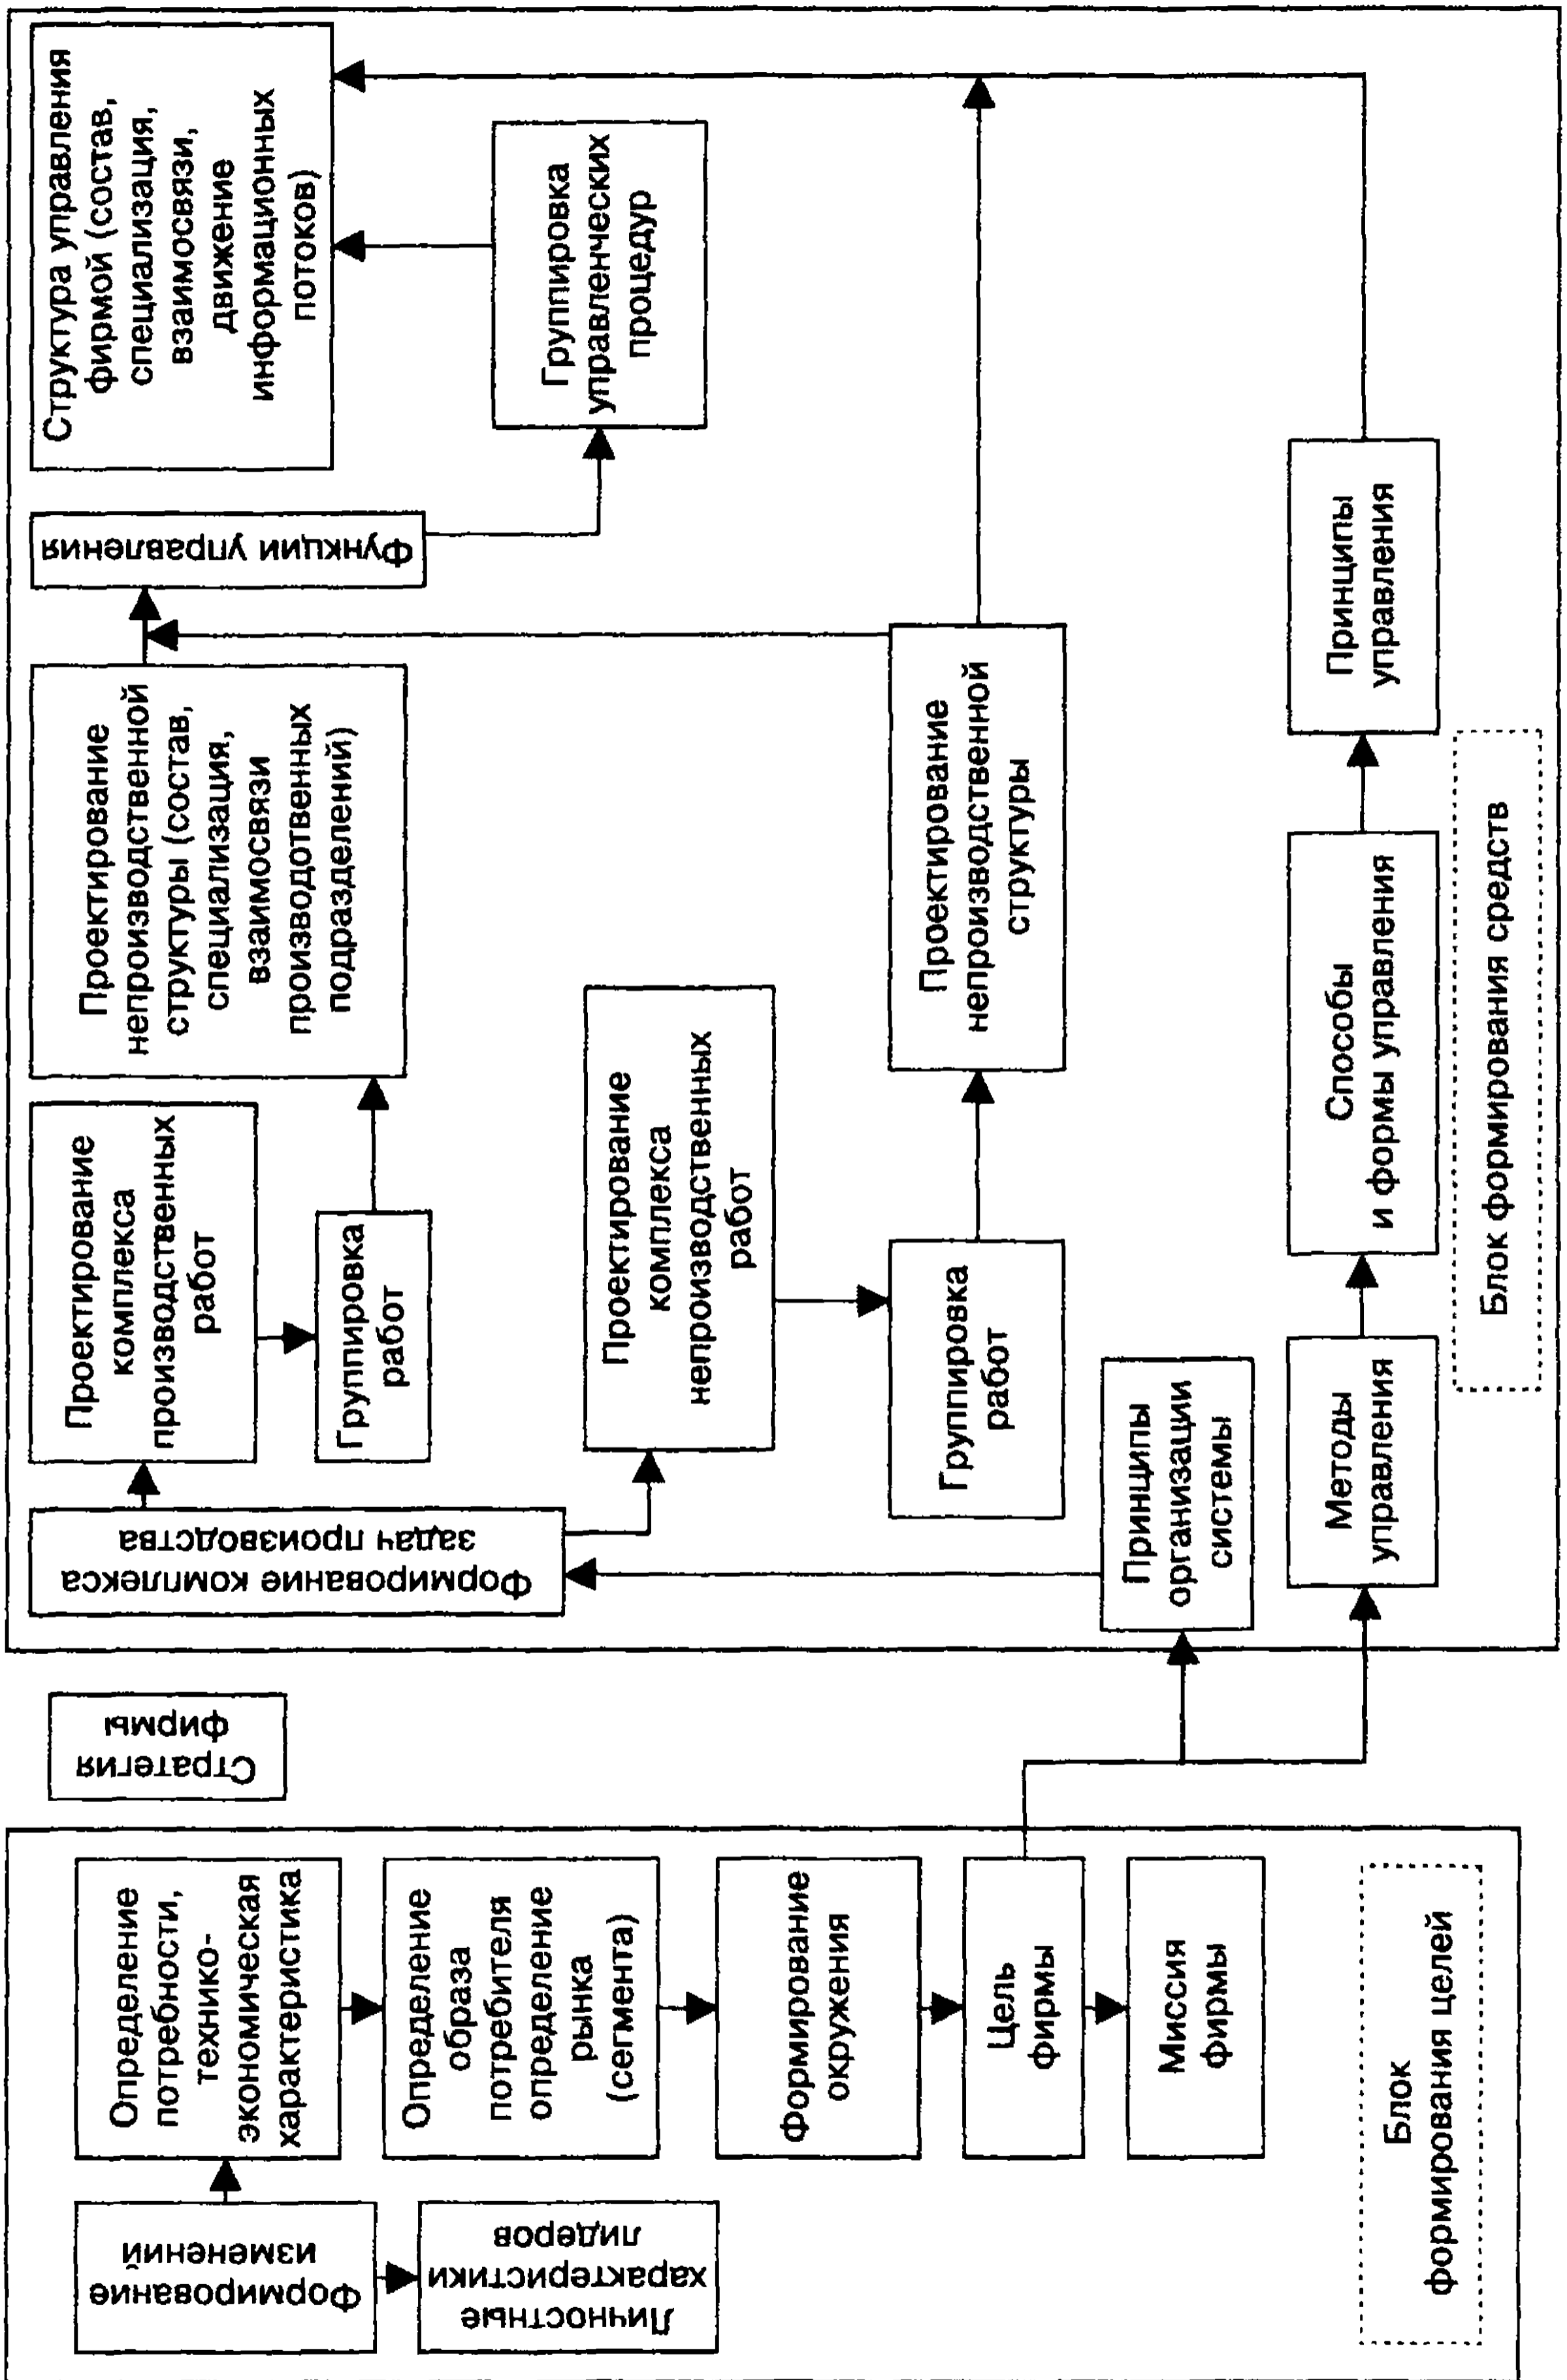 Формирование
изменений
Личностные
характеристики
лидеров
Определение
потребности,
технико-
экономическая
характеристика
Определение
образа
потребителя
определение
рынка
(сегмента)
Формирование
окружения
Цель
фирмы
Миссия
фирмы
Блок
формирования целей
Стратегия
фирмы
Формирование комплекса
задач производства
Проектирование
комплекса
производственных
работ
Группировка
работ
Проектирование
непроизводственной
структуры (состав,
специализация,
взаимосвязи
производотвенных
подразделений)
Функции управления
Структура управления
фирмой (состав,
специализация,
взаимосвязи,
движение
информационных
потоков)
Группировка
управленческих
процедур
Проектирование
комплекса
непроизводственных
работ
Группировка
работ
Проектирование
непроизводственной
структуры
Принципы
организации
системы
Методы
управления
Способы
и формы управления
Принципы
управления
Блок формирования средств